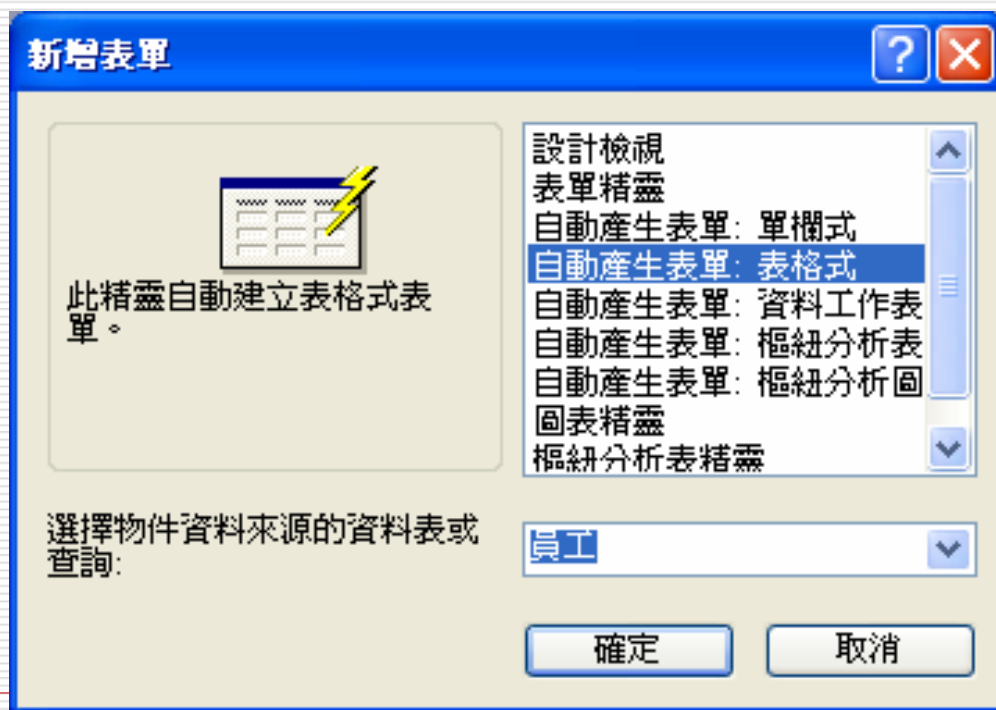 新增表單
設計檢視
表單精靈
自動產生表單: 單欄式
自動產生表單: 表格式
自動產生表單: 資料工作表
自動產生表單: 樞紐分析表
自動產生表單: 樞紐分析圖
圖表精靈
樞紐分析表精靈
此精靈自動建立表格式表
單。
選擇物件資料來源的資料表或
查詢:
員工
確定
取消